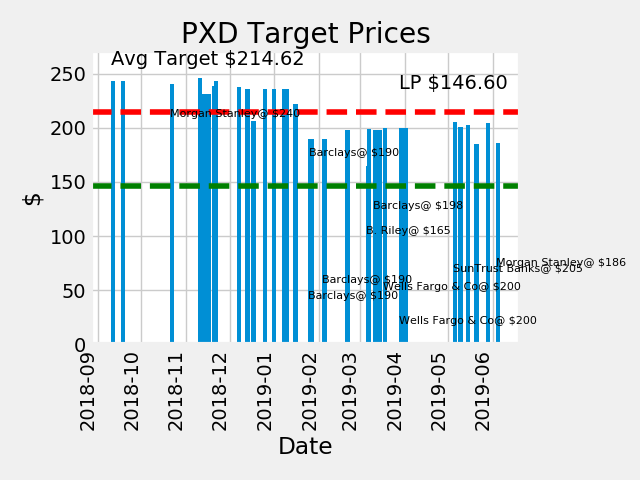 PXD Target Prices
Avg Target $214.62
LP $146.60
250
200
150
100
50
0
$
Morgan Stanley@ $240
Barclays@ $190
Barclays@ $198
B. Riley@ $165
Morgan Stanley@ $186
SunTrust Banks@ $205
Barclays@ $190
Wells Fargo & Co@ $200
Barclays@ $190
Wells Fargo & Co@ $200
2018-09
2018-10
2018-11
2018-12
2019-01
2019-02
2019-03
2019-04
2019-05
2019-06
Date